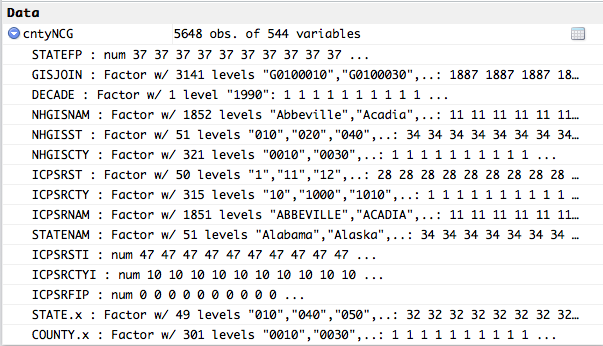 Data
cntyNCG 5648 obs. of 544 variables
STATEFP : num 37 37 37 37 37 37 37 37 37 37 ...
GISJOIN : Factor w/ 3141 levels "G0100010","G0100030",..: 1887 1887 1887 18…
DECADE : Factor w/ 1 level "1990": 1 1 1 1 1 1 1 1 1 1 ...
NHGISNAM : Factor w/ 1852 levels "Abbeville","Acadia",..: 11 11 11 11 11 11…
NHGISST : Factor w/ 51 levels "010","020","040",..: 34 34 34 34 34 34 34 34…
NHGISCTY : Factor w/ 321 levels "0010","0030",..: 1 1 1 1 1 1 1 1 1 1 ...
ICPSRST : Factor w/ 50 levels "1","11","12",..: 28 28 28 28 28 28 28 28 28 …
ICPSRCTY : Factor w/ 315 levels "10","1000","1010",..: 1 1 1 1 1 1 1 1 1 1 …
ICPSRNAM : Factor w/ 1851 levels "ABBEVILLE","ACADIA",..: 11 11 11 11 11 11…
STATENAM : Factor w/ 51 levels "Alabama","Alaska",..: 34 34 34 34 34 34 34 …
ICPSRSTI : num 47 47 47 47 47 47 47 47 47 47 ...
ICPSRCTYI : num 10 10 10 10 10 10 10 10 10 10 ...
ICPSRFIP : num 0 0 0 0 0 0 0 0 0 0 ...
STATE.x : Factor w/ 49 levels "010","040","050",..: 32 32 32 32 32 32 32 32…
COUNTY.x : Factor w/ 301 levels "0010","0030",..: 1 1 1 1 1 1 1 1 1 1 ...